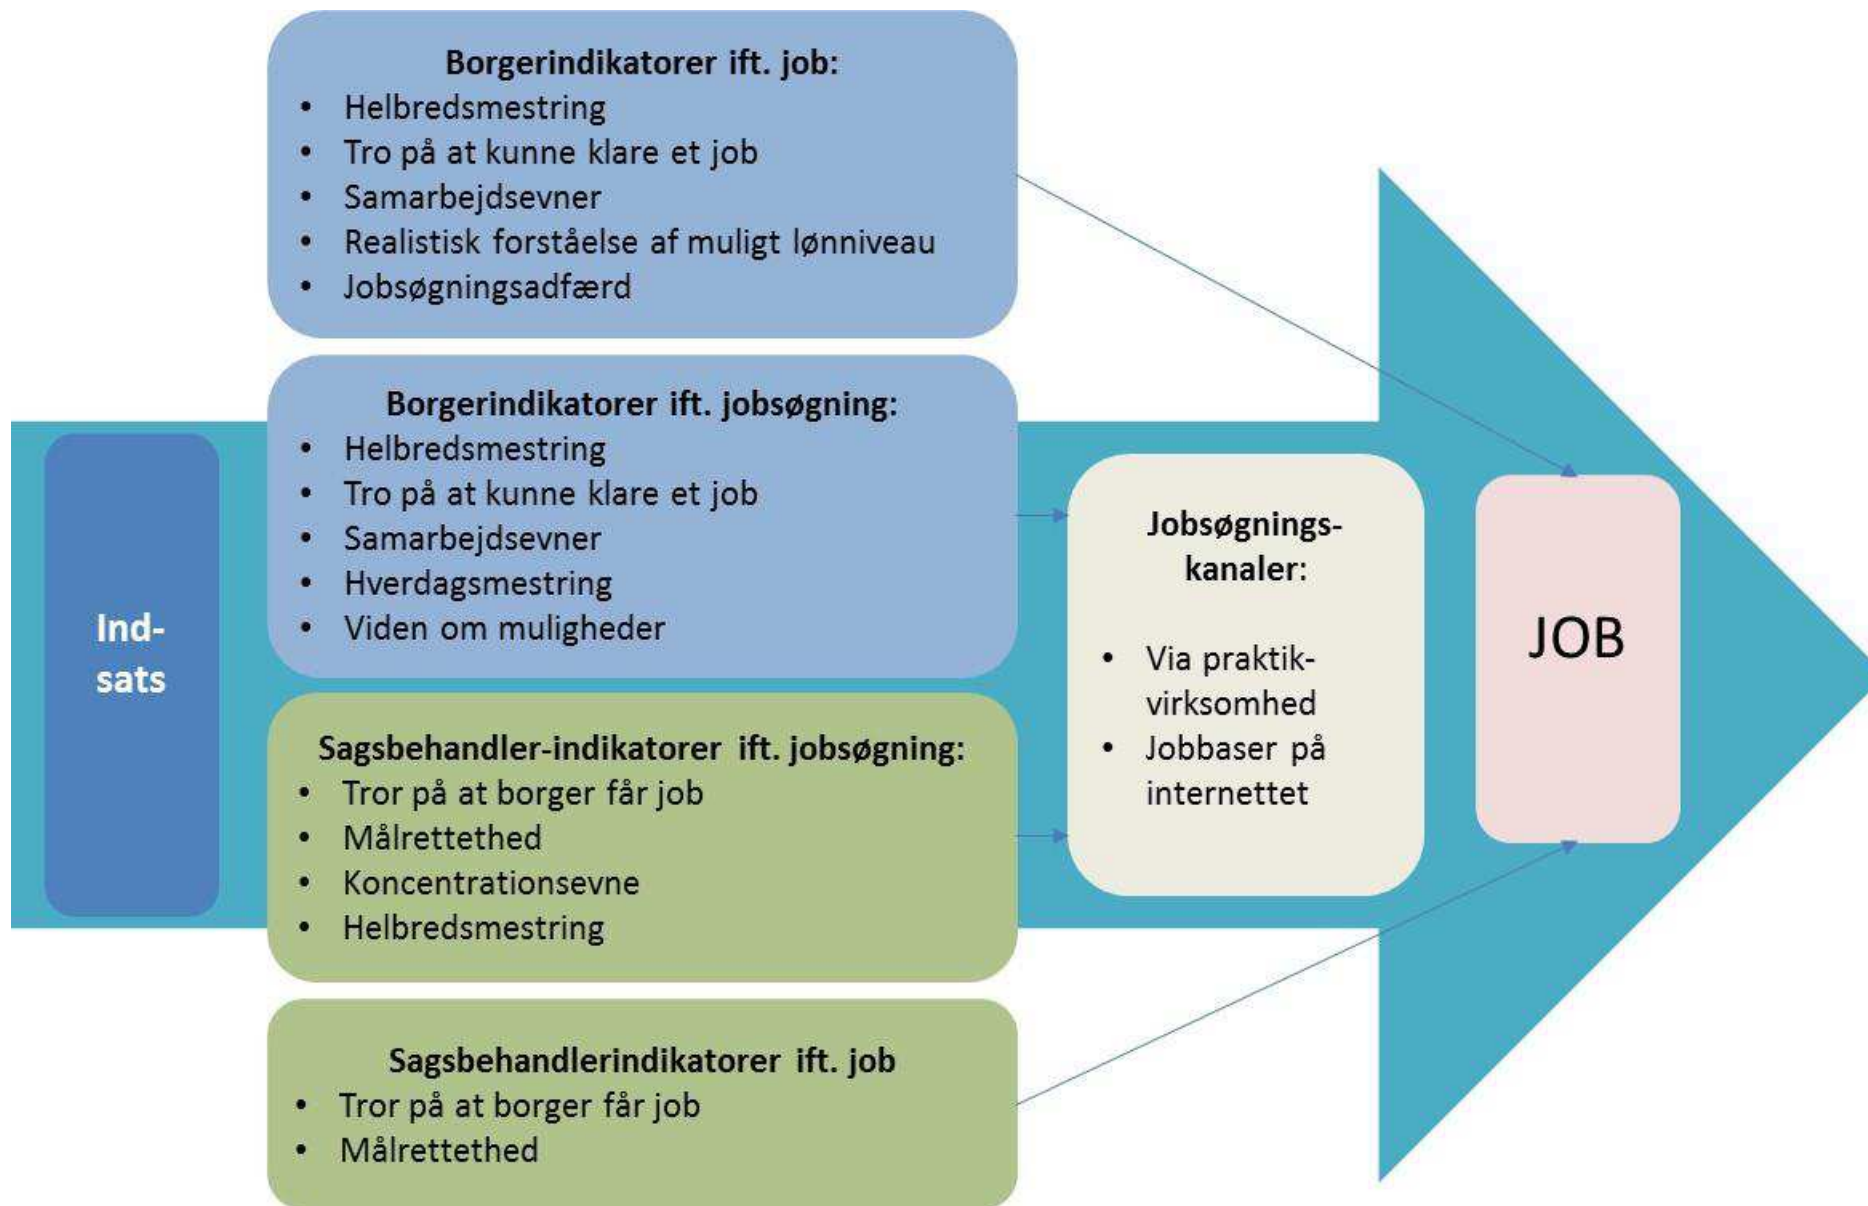 Borgerindikatorer ift. job:
• Helbredsmestring
• Tro på at kunne klare et job
• Samarbejdsevner
• Realistisk forståelse af muligt lønniveau
• Jobsøgningsadfærd
Borgerindikatorer ift. jobsøgning:
• Helbredsmestring
• Tro på at kunne klare et job
• Samarbejdsevner
• Hverdagsmestring
• Viden om muligheder
Ind-
sats
Sagsbehandler-indikatorer ift. jobsøgning:
• Tror på at borger får job
• Målrettethed
• Koncentrationsevne
• Helbredsmestring
Sagsbehandlerindikatorer ift. job
• Tror på at borger får job
• Målrettethed
Jobsøgnings-
kanaler:
• Via praktik-
virksomhed
• Jobbaser på
internettet
JOB